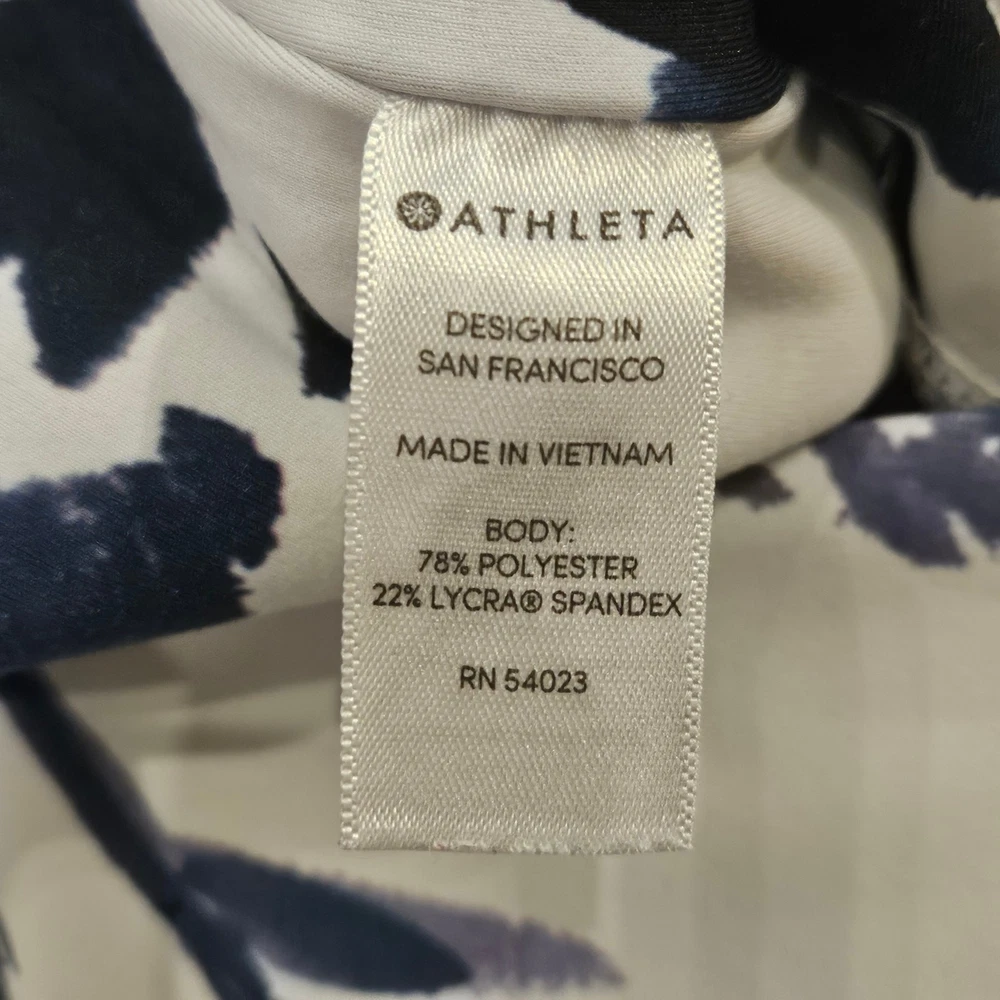 ATHLETA
DESIGNED IN
SAN FRANCISCO
MADE IN VIETNAM
BODY:
78% POLYESTER
22% LYCRA® SPANDEX
RN 54023